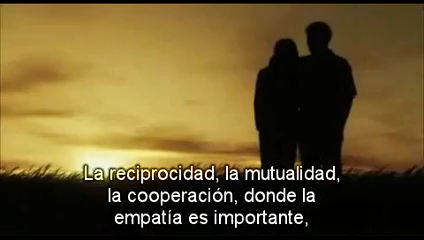 La reciprocidad, la mutualidad,
la cooperación, donde la
empatía es importante,